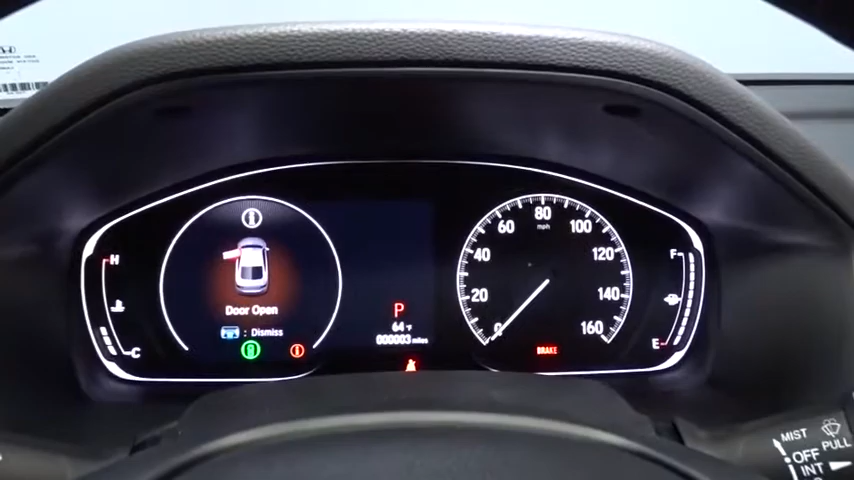 H
C
Door Open
: Dismiss
P
64°F
000003 miles
0
20
40
60
80
100
120
140
160
mph
BRAKE
F
E
MIST
OFF
INT
PULL